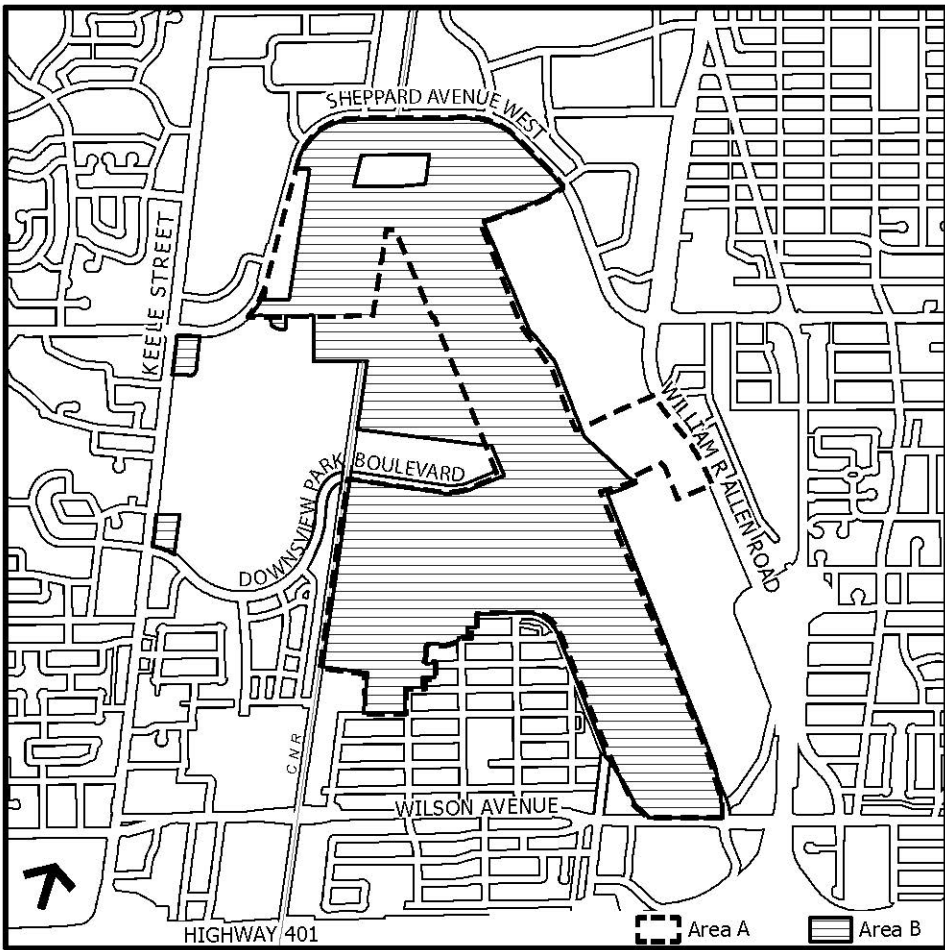 SHEPPARD AVENUE WEST
KEELE STREET
WILLIAM R ALLEN ROAD
DOWNSVIEW PARK BOULEVARD
CNR
WILSON AVENUE
HIGHWAY 401
Area A
Area B